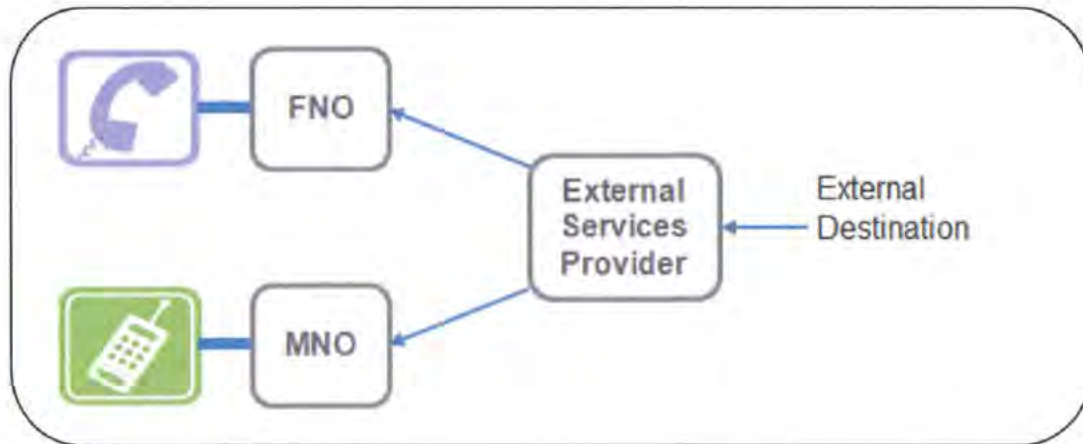 FNO
External
Services
Provider
External
Destination
MNO